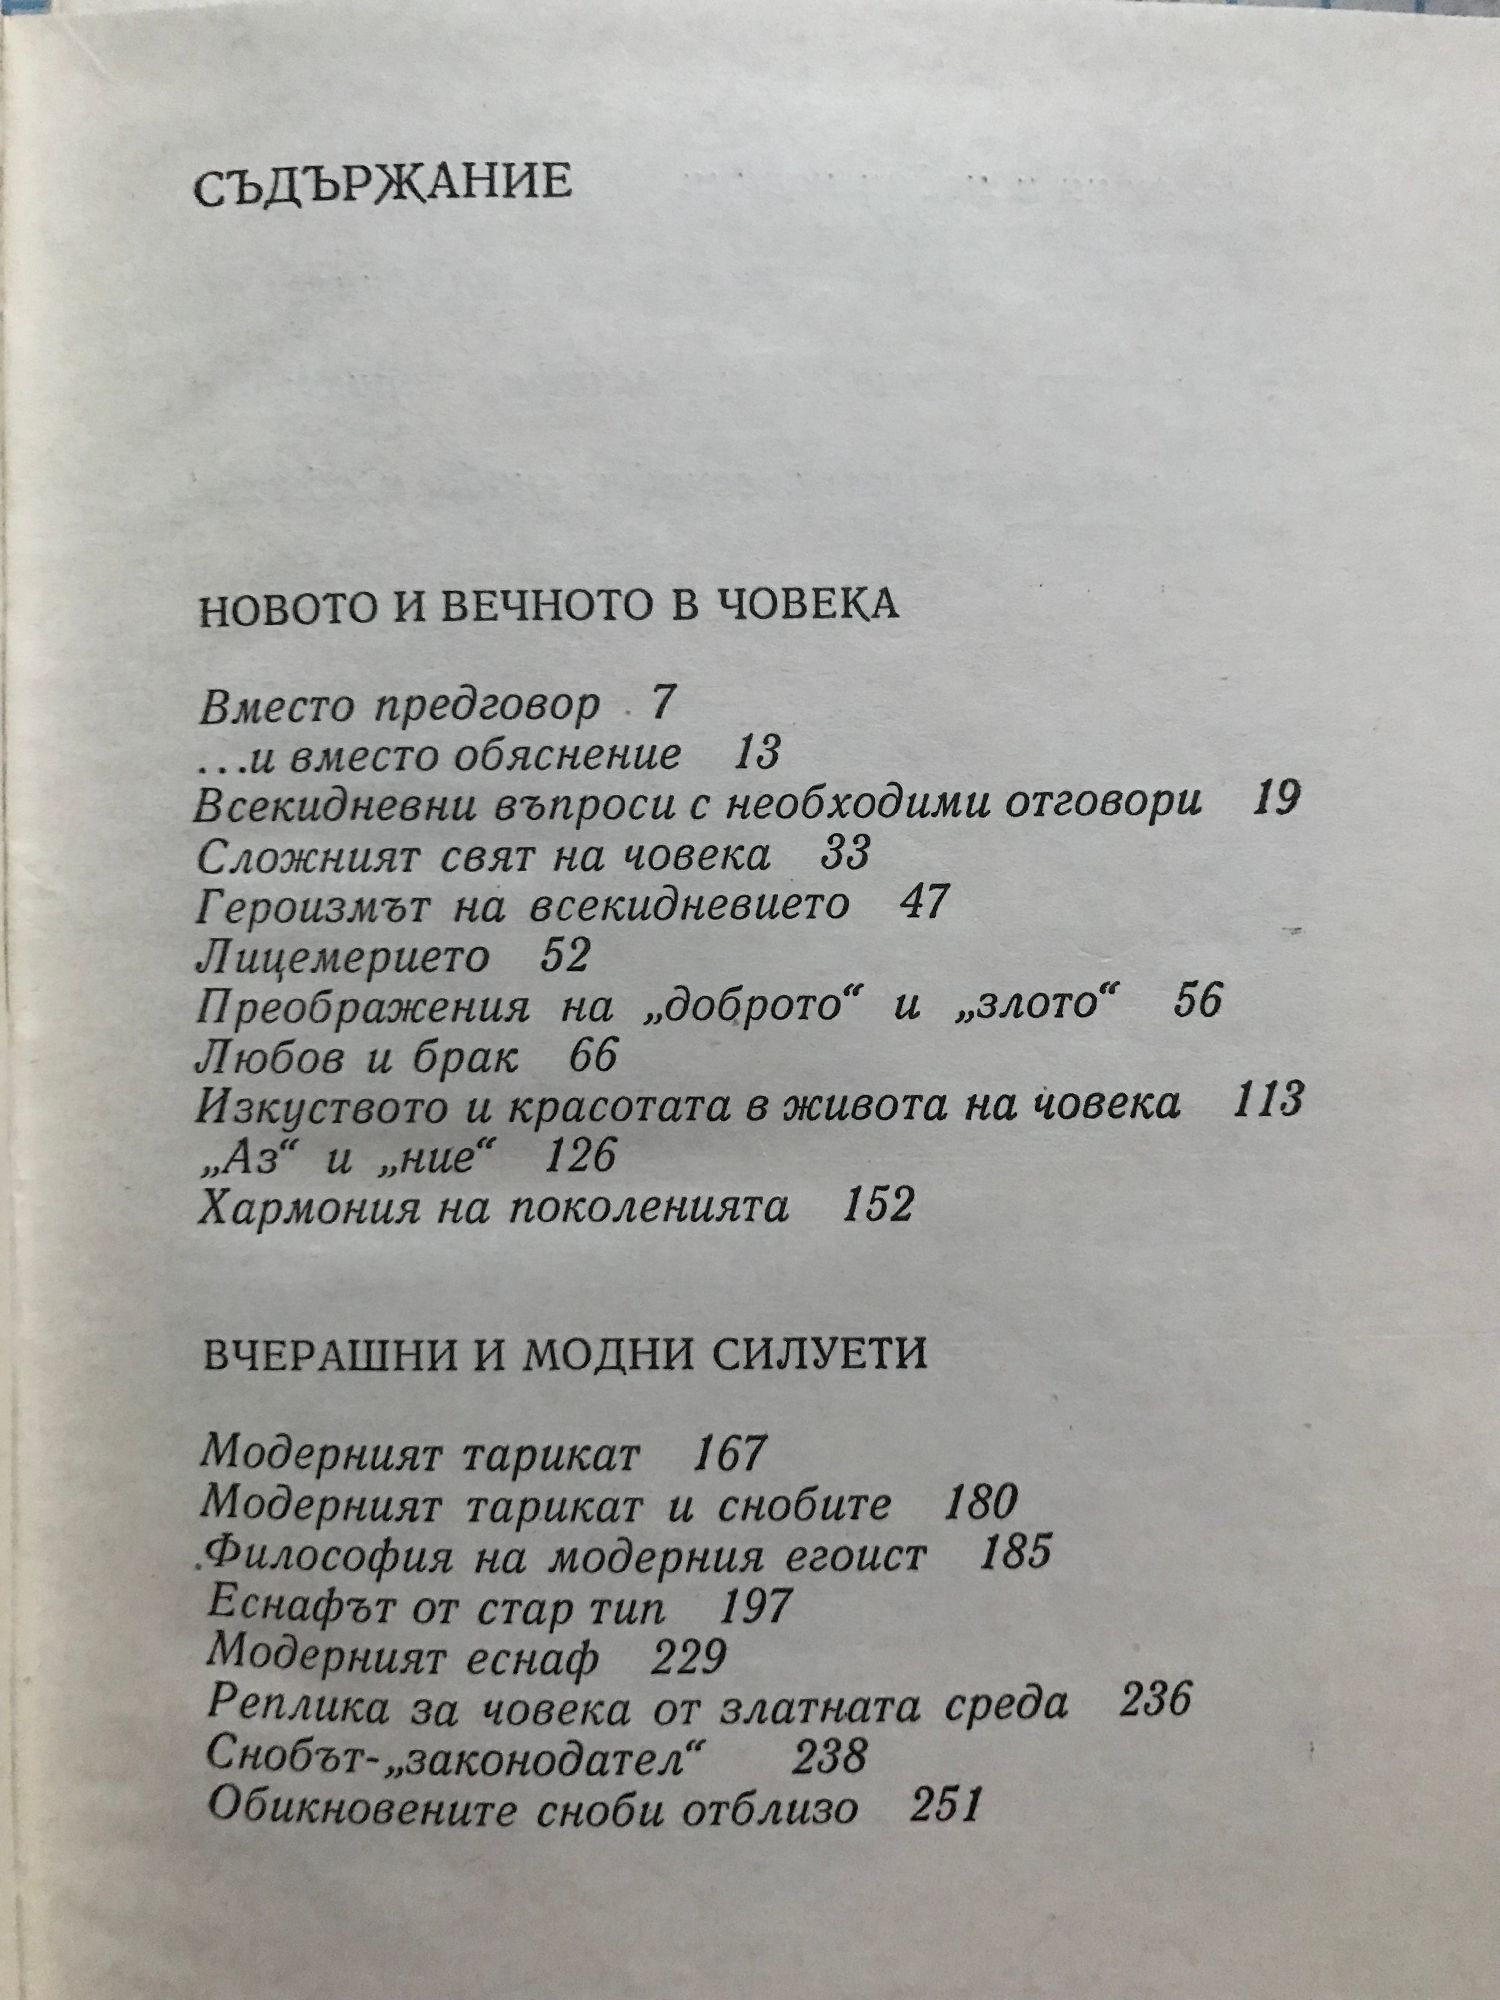 СЪДЪРЖАНИЕ
НОВОТО И ВЕЧНОТО В ЧОВЕКА
Вместо предговор 7
...и вместо обяснение 13
Всекидневни въпроси с необходими отговори 19
Сложният свят на човека 33
Героизмът на всекидневието 47
Лицемерието 52
Преображения на „доброто“ и „злото“ 56
Любов и брак 66
Изкуството и красотата в живота на човека 113
„Аз“ и „ние“ 126
Хармония на поколенията 152
ВЧЕРАШНИ И МОДНИ СИЛУЕТИ
Модерният тарикат 167
Модерният тарикат и снобите 180
Философия на модерния егоист 185
Еснафът от стар тип 197
Модерният еснаф 229
Реплика за човека от златната среда 236
Снобът-„законодател“ 238
Обикновените сноби отблизо 251